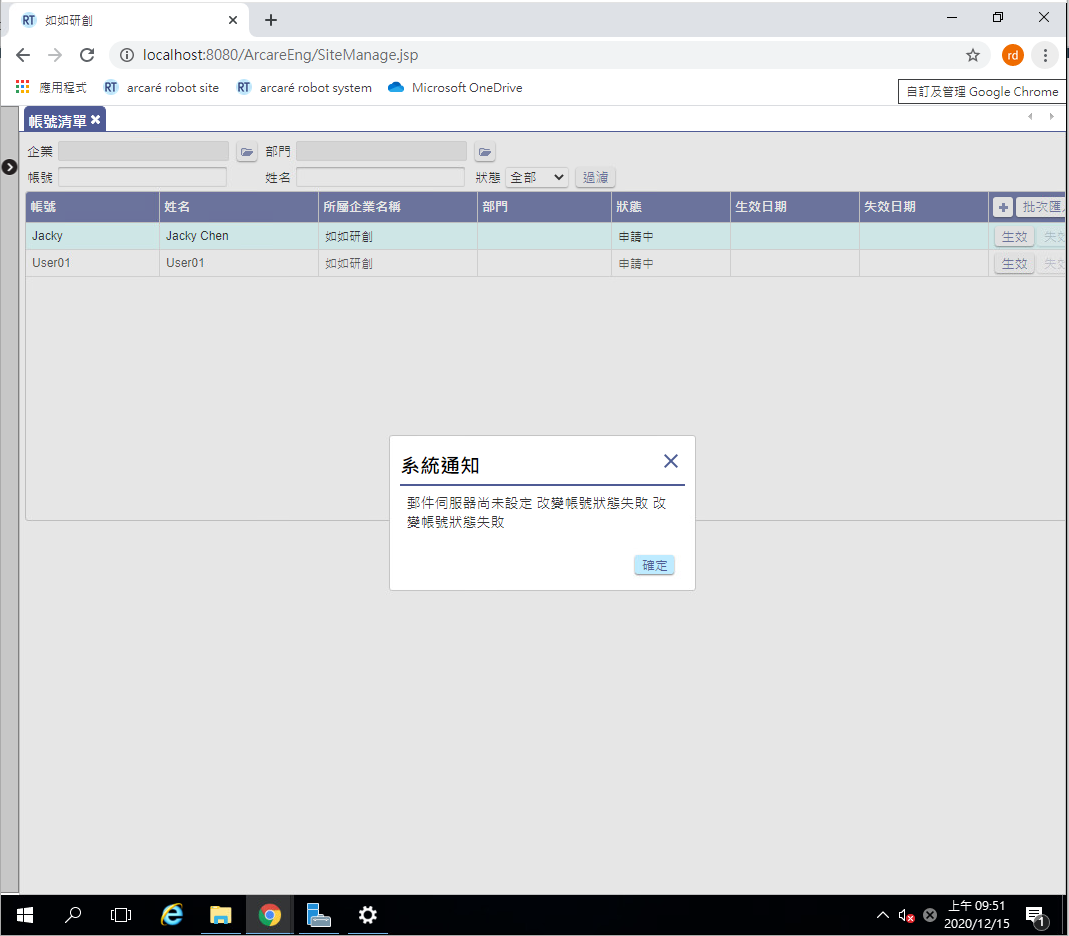 RT 如如研創
localhost:8080/ArcareEng/SiteManage.jsp rd
應用程式 RT arcaré robot site RT arcaré robot system Microsoft OneDrive
自訂及管理 Google Chrome
帳號清單
企業 部門
帳號 姓名 狀態 全部 過濾
帳號 姓名 所屬企業名稱 部門 狀態 生效日期 失效日期 批次匯
Jacky Jacky Chen 如如研創 申請中 生效 失效
User01 User01 如如研創 申請中 生效 失效
系統通知
郵件伺服器尚未設定 改變帳號狀態失敗 改
變帳號狀態失敗
確定
上午 09:51
2020/12/15
1